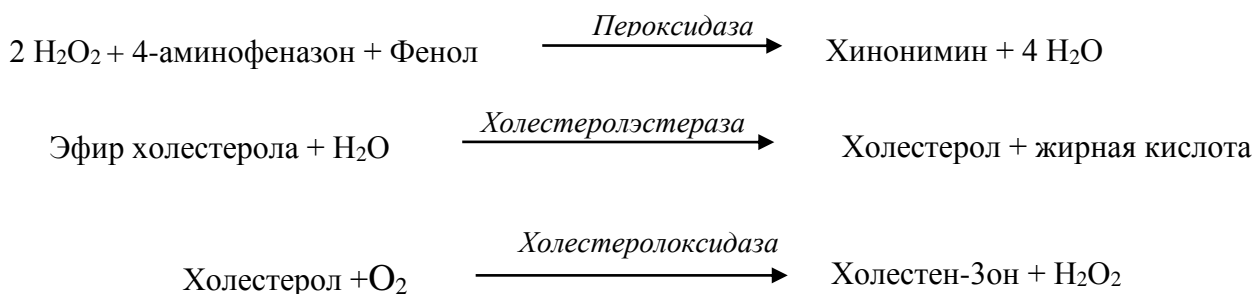 Пероксидаза
2 H₂O₂ + 4-аминофеназон + Фенол Хинонимин + 4 H₂O
Холестеролэстераза
Эфир холестерола + H₂O Холестерол + жирная кислота
Холестеролоксидаза
Холестерол +O₂ Холестен-3он + H₂O₂